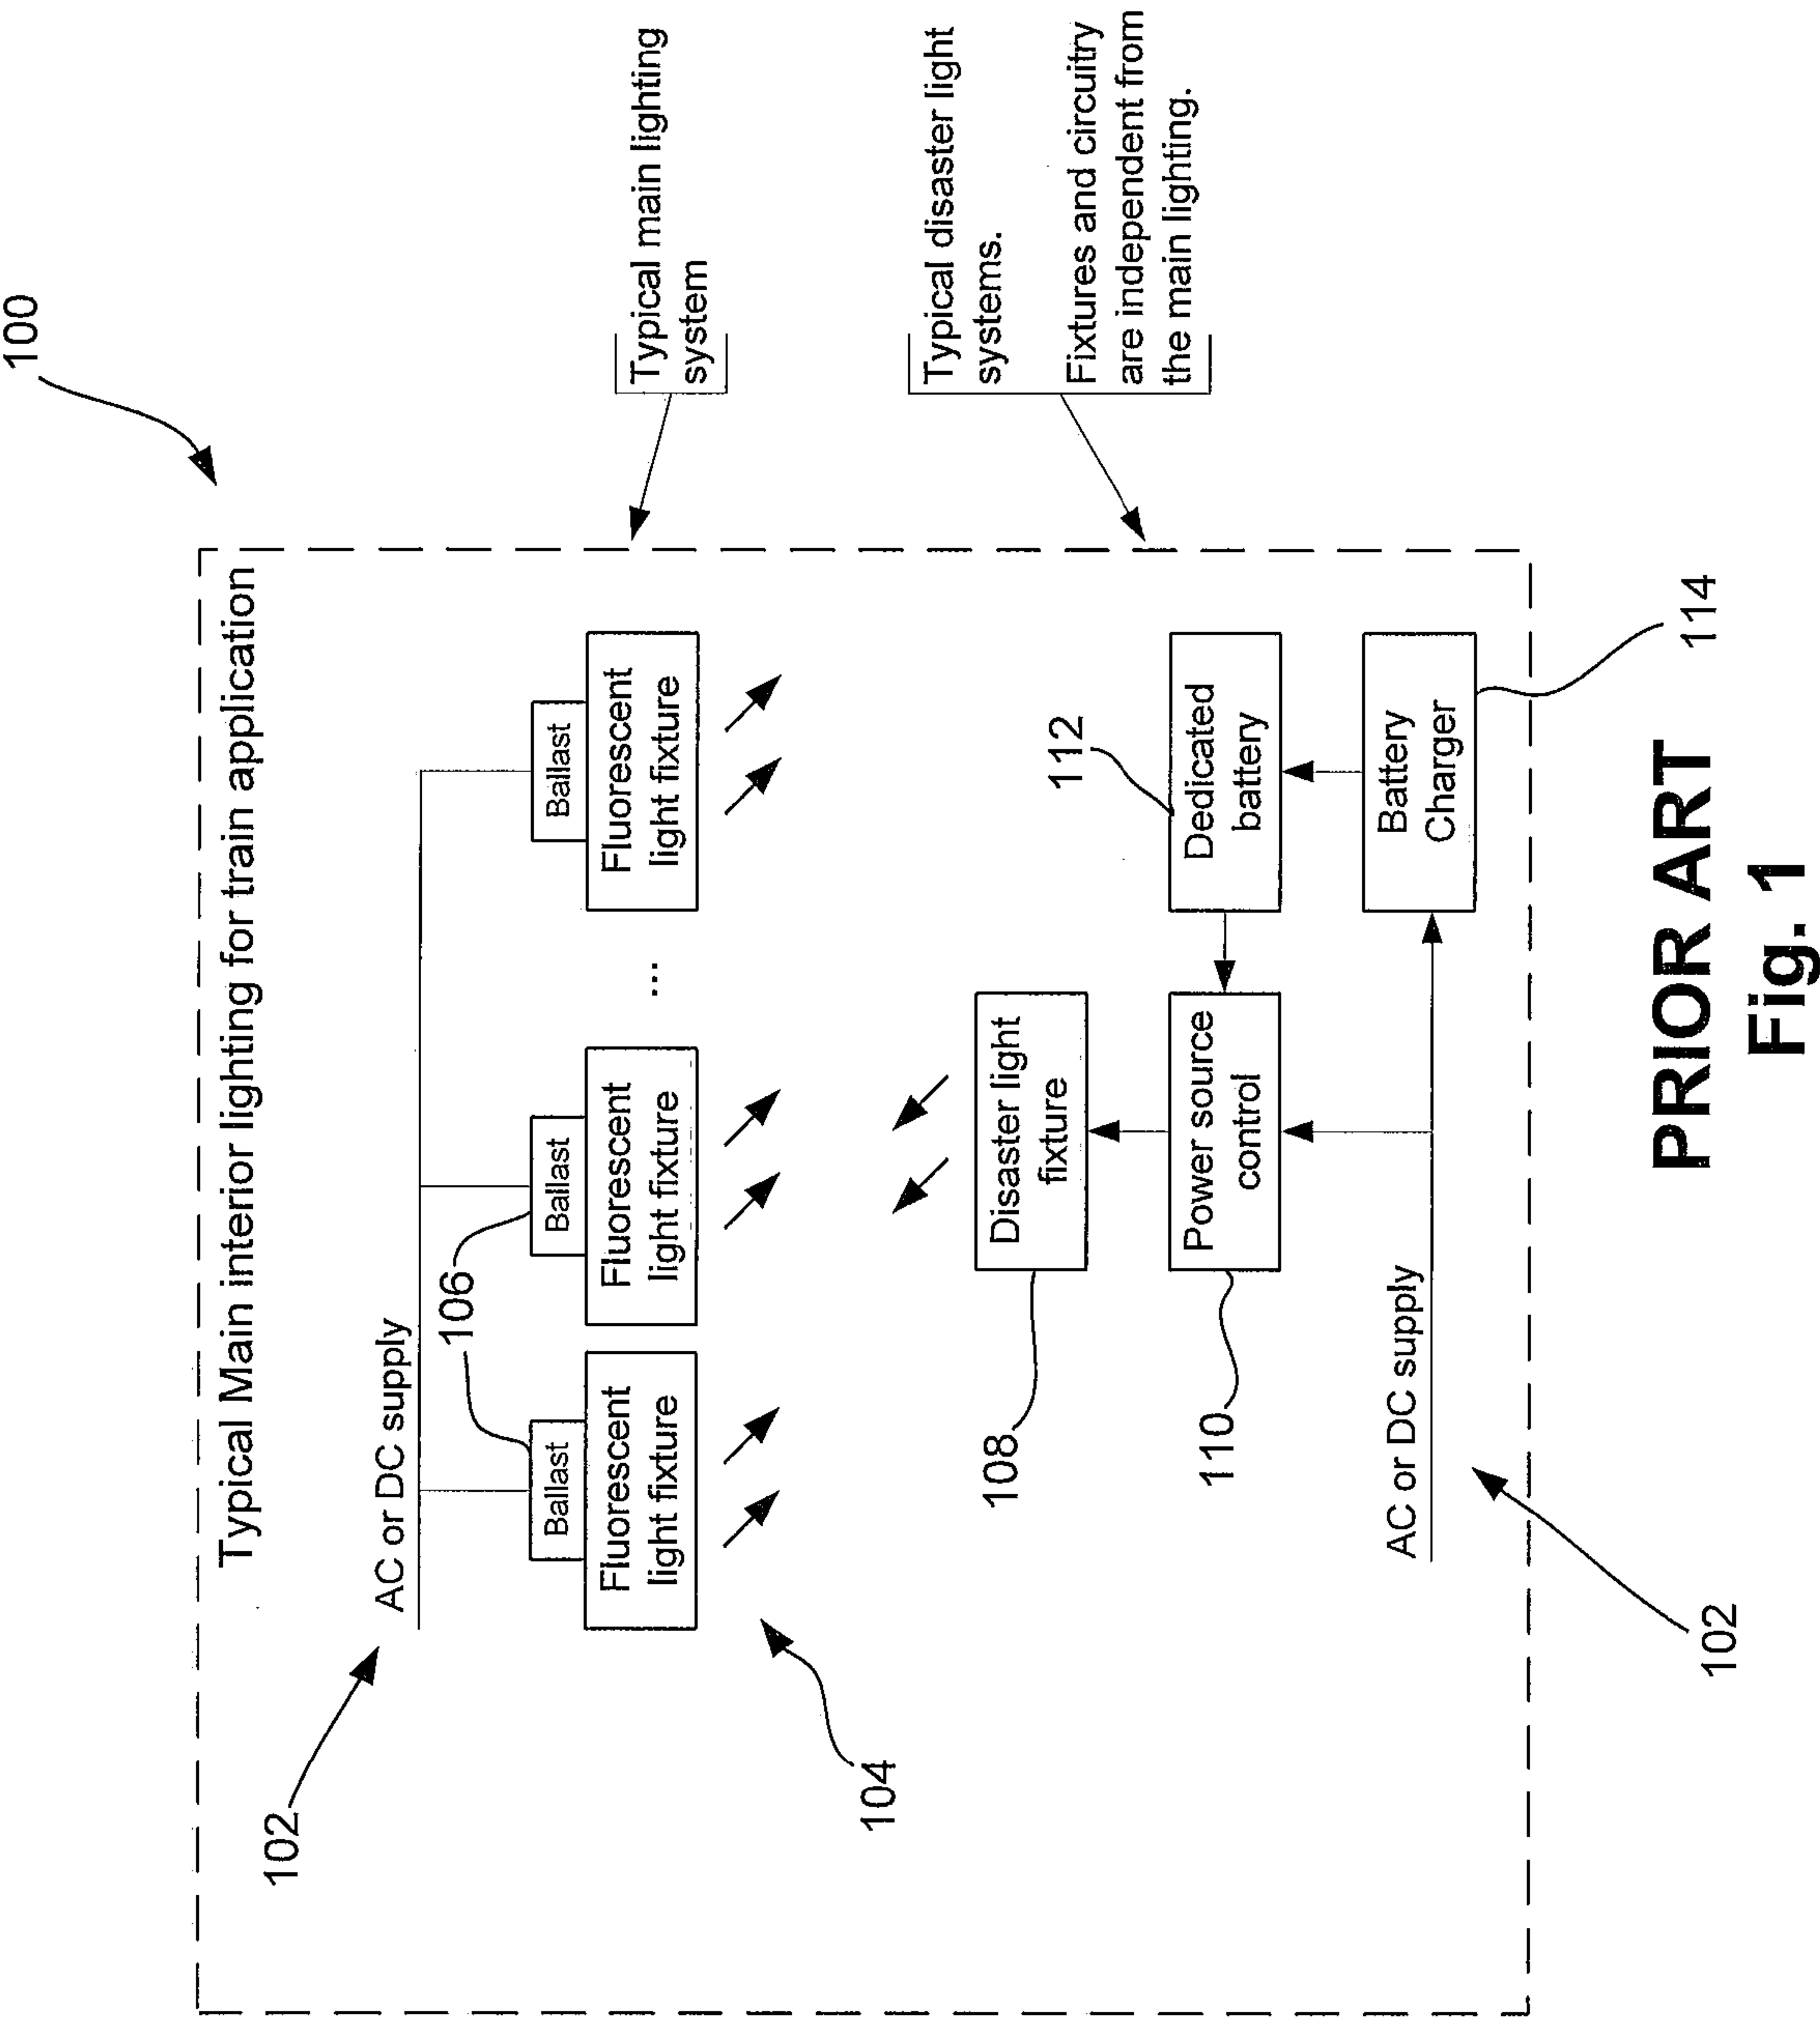 100
Typical Main interior lighting for train application
102
AC or DC supply
106
Ballast
Ballast
Ballast
Fluorescent
light fixture
Fluorescent
light fixture
...
Fluorescent
light fixture
Typical main lighting
system
104
108
Disaster light
fixture
Typical disaster light
systems.
Fixtures and circuitry
are independent from
the main lighting.
110
Power source
control
112
Dedicated
battery
AC or DC supply
102
Battery
Charger
114
PRIOR ART
Fig. 1